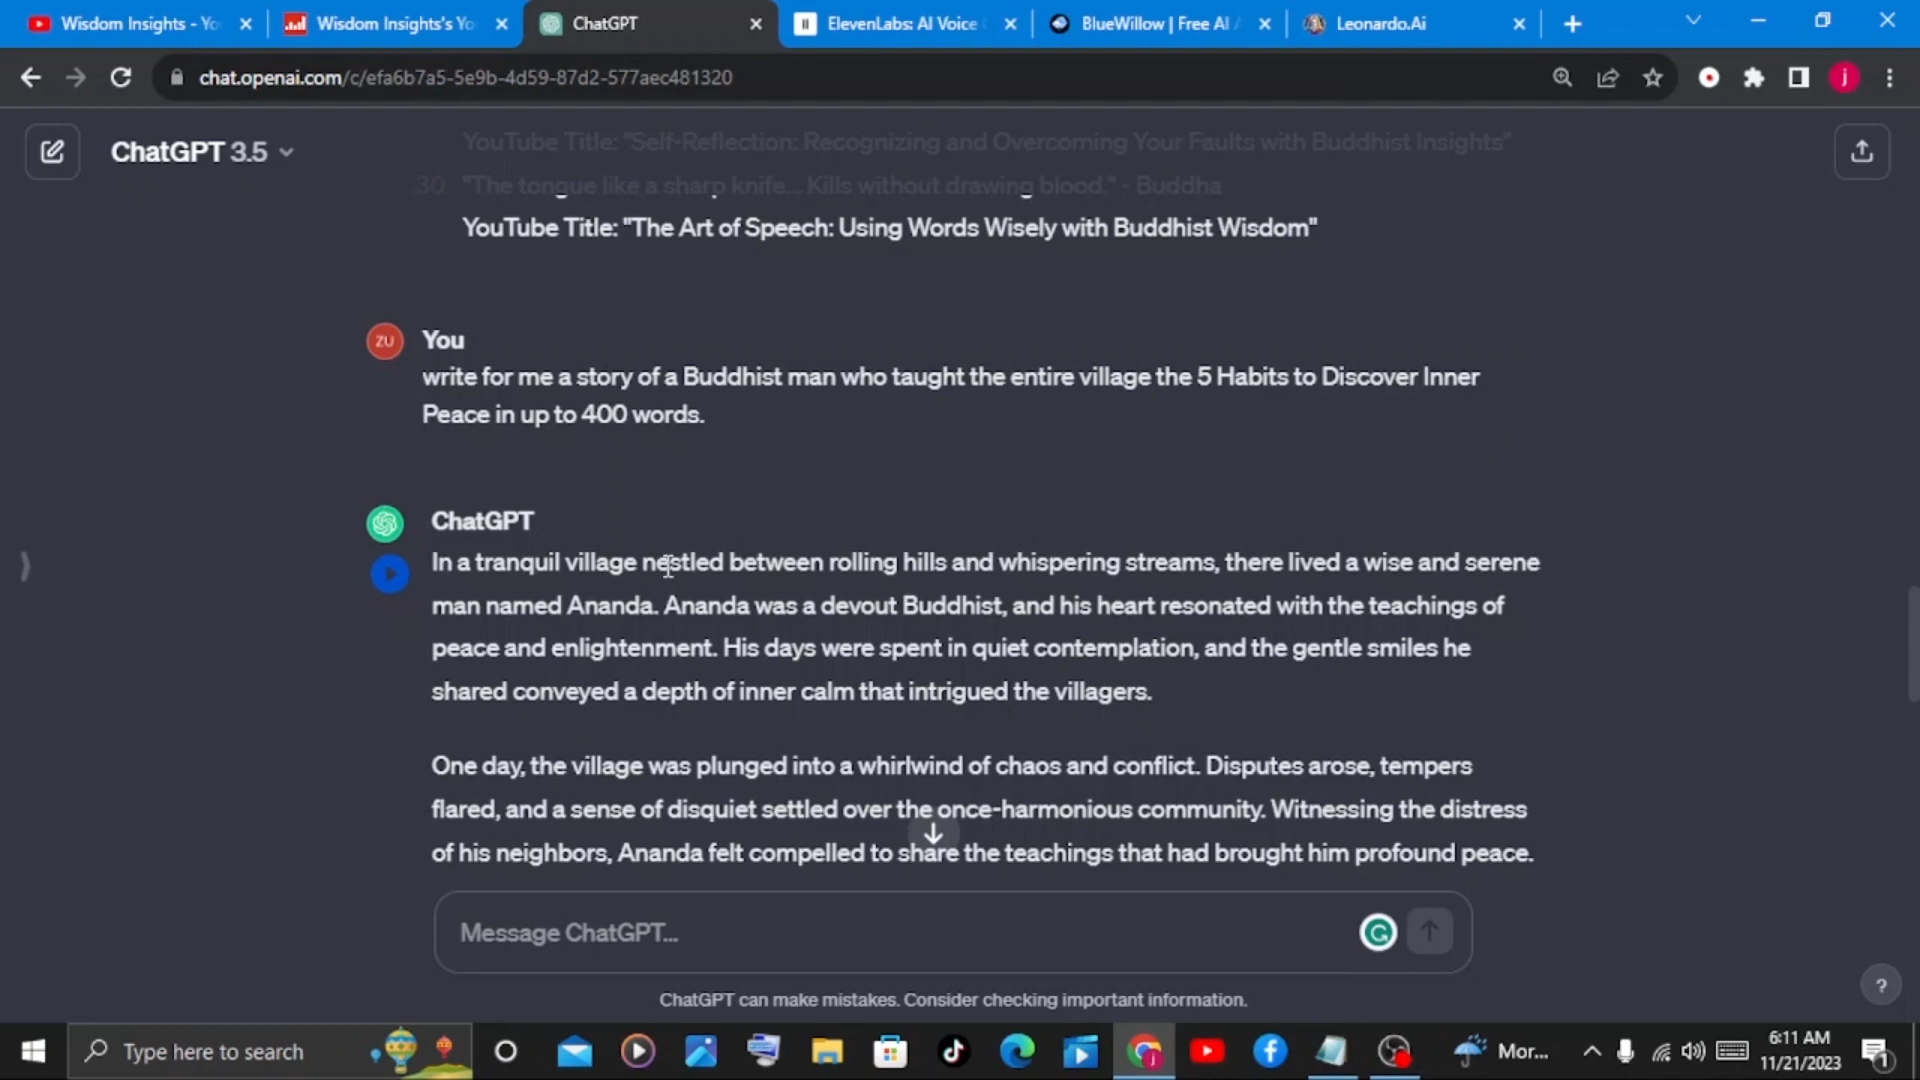 Wisdom Insights - Yo
Wisdom Insights's Yo
ChatGPT
ElevenLabs: AI Voice
BlueWillow | Free AI A
Leonardo.Ai
chat.openai.com/c/efa6b7a5-5e9b-4d59-87d2-577aec481320
j
ChatGPT 3.5
YouTube Title: "Self-Reflection: Recognizing and Overcoming Your Faults with Buddhist Insights"
30. "The tongue like a sharp knife... Kills without drawing blood." - Buddha
YouTube Title: "The Art of Speech: Using Words Wisely with Buddhist Wisdom"
ZU
You
write for me a story of a Buddhist man who taught the entire village the 5 Habits to Discover Inner
Peace in up to 400 words.
ChatGPT
In a tranquil village nestled between rolling hills and whispering streams, there lived a wise and serene
man named Ananda. Ananda was a devout Buddhist, and his heart resonated with the teachings of
peace and enlightenment. His days were spent in quiet contemplation, and the gentle smiles he
shared conveyed a depth of inner calm that intrigued the villagers.
One day, the village was plunged into a whirlwind of chaos and conflict. Disputes arose, tempers
flared, and a sense of disquiet settled over the once-harmonious community. Witnessing the distress
of his neighbors, Ananda felt compelled to share the teachings that had brought him profound peace.
Message ChatGPT...
?
ChatGPT can make mistakes. Consider checking important information.
Type here to search
Mor...
6:11 AM
11/21/2023
1